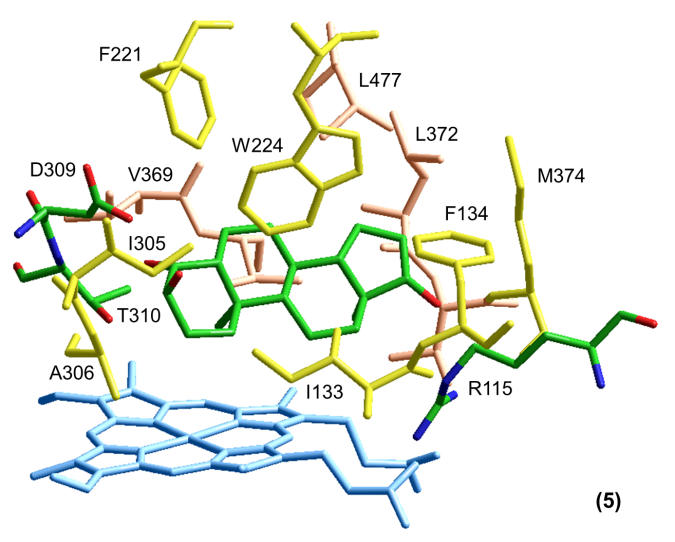 F221
L477
L372
W224
D309
V369
M374
F134
I305
T310
A306
I133
R115
(5)